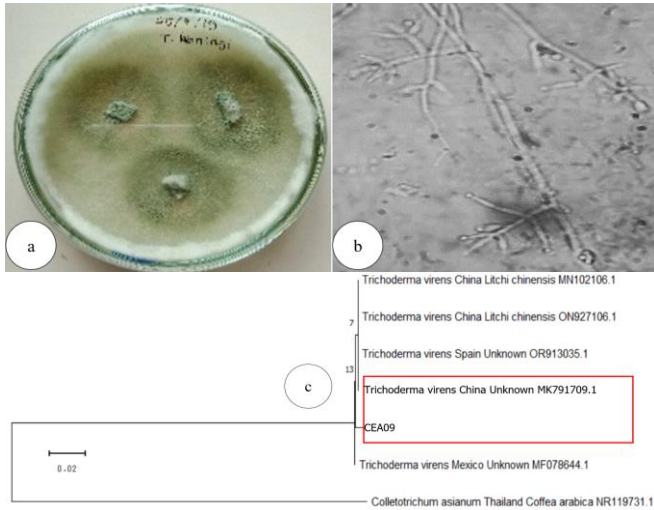 T. Koningi
a
b
Trichoderma virens China Litchi chinensis MN102106.1
7
Trichoderma virens China Litchi chinensis ON927106.1
Trichoderma virens Spain Unknown OR913035.1
13
c
Trichoderma virens China Unknown MK791709.1
CEA09
0.02
Trichoderma virens Mexico Unknown MF078644.1
Colletotrichum asianum Thailand Coffea arabica NR119731.1